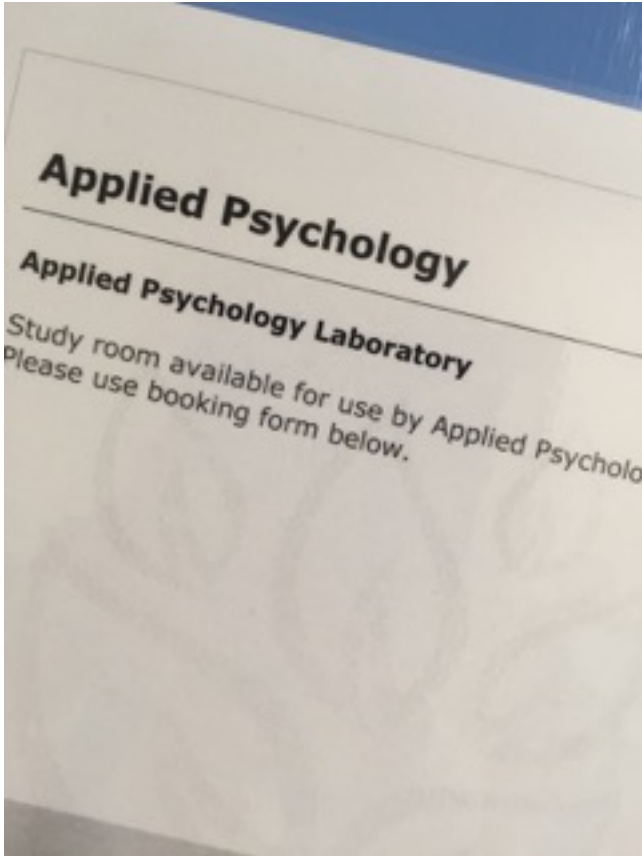 Applied Psychology
Applied Psychology Laboratory
Study room available for use by Applied Psycholo
Please use booking form below.